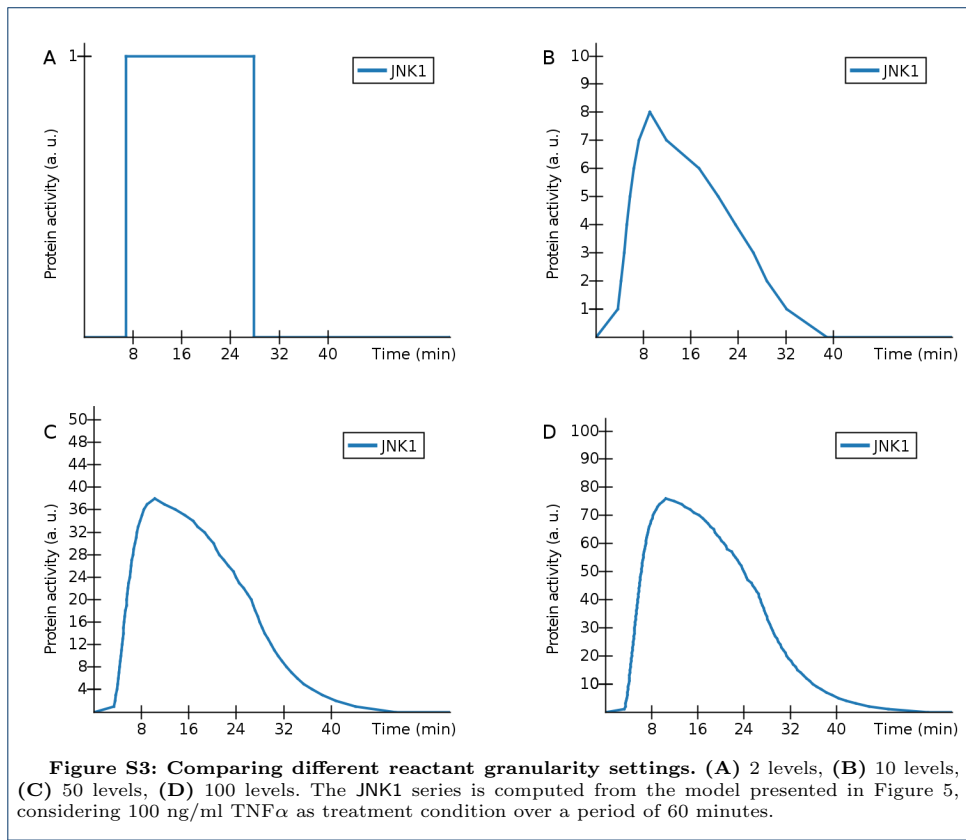 A
1
JNK1
Protein activity (a. u.)
8 16 24 32 40 Time (min)
B
10
9
8
7
6
5
4
3
2
1
JNK1
Protein activity (a. u.)
8 16 24 32 40 Time (min)
C
50
48
44
40
36
32
28
24
20
16
12
8
4
JNK1
Protein activity (a. u.)
8 16 24 32 40 Time (min)
D
100
90
80
70
60
50
40
30
20
10
JNK1
Protein activity (a. u.)
8 16 24 32 40 Time (min)
Figure S3: Comparing different reactant granularity settings. (A) 2 levels, (B) 10 levels,
(C) 50 levels, (D) 100 levels. The JNK1 series is computed from the model presented in Figure 5,
considering 100 ng/ml TNFα as treatment condition over a period of 60 minutes.